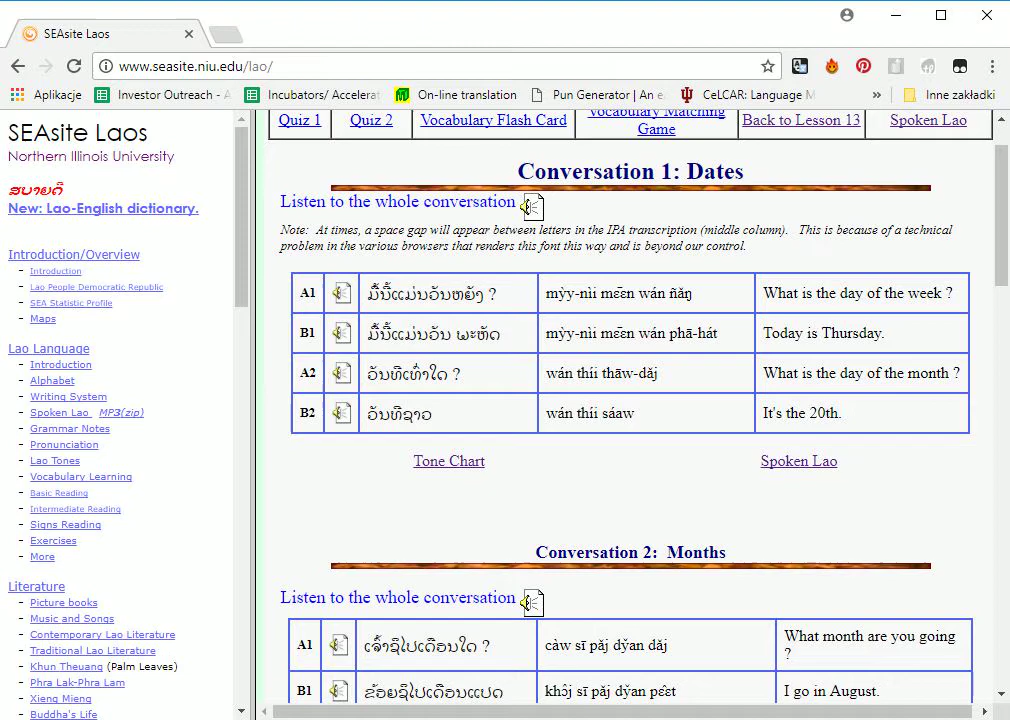 SEAsite Laos
www.seasite.niu.edu/lao/
Aplikacje
Investor Outreach - A
Incubators/ Accelerat
On-line translation
Pun Generator | An e
CeLCAR: Language M
»
Inne zakładki
SEAsite Laos
Northern Illinois University
ສບາຍດີ
New: Lao-English dictionary.
Introduction/Overview
- Introduction
- Lao People Democratic Republic
- SEA Statistic Profile
- Maps
Lao Language
- Introduction
- Alphabet
- Writing System
- Spoken Lao MP3(zip)
- Grammar Notes
- Pronunciation
- Lao Tones
- Vocabulary Learning
- Basic Reading
- Intermediate Reading
- Signs Reading
- Exercises
- More
Literature
- Picture books
- Music and Songs
- Contemporary Lao Literature
- Traditional Lao Literature
- Khun Theuang (Palm Leaves)
- Phra Lak-Phra Lam
- Xieng Mieng
- Buddha's Life
Quiz 1
Quiz 2
Vocabulary Flash Card
Vocabulary Matching
Game
Back to Lesson 13
Spoken Lao
Conversation 1: Dates
Listen to the whole conversation
Note: At times, a space gap will appear between letters in the IPA transcription (middle column). This is because of a technical
problem in the various browsers that renders this font this way and is beyond our control.
A1 ມື້ນີ້ແມ່ນວັນຫຍັງ ? mỳy-nìi mɛ̄ɛn wán ñǎŋ What is the day of the week ?
B1 ມື້ນີ້ແມ່ນວັນ ພະຫັດ mỳy-nìi mɛ̄ɛn wán phā-hát Today is Thursday.
A2 ວັນທີເທົ່າໃດ ? wán thíi thāw-dǎj What is the day of the month ?
B2 ວັນທີຊາວ wán thíi sáaw It's the 20th.
Tone Chart
Spoken Lao
Conversation 2: Months
Listen to the whole conversation
A1 ເຈົ້າຊິໄປເດືອນໃດ ? càw sī pǎj dy̌an dǎj What month are you going
?
B1 ຂ້ອຍຊິໄປເດືອນແປດ khɔ̂j sī pǎj dy̌an pɛ̂ɛt I go in August.